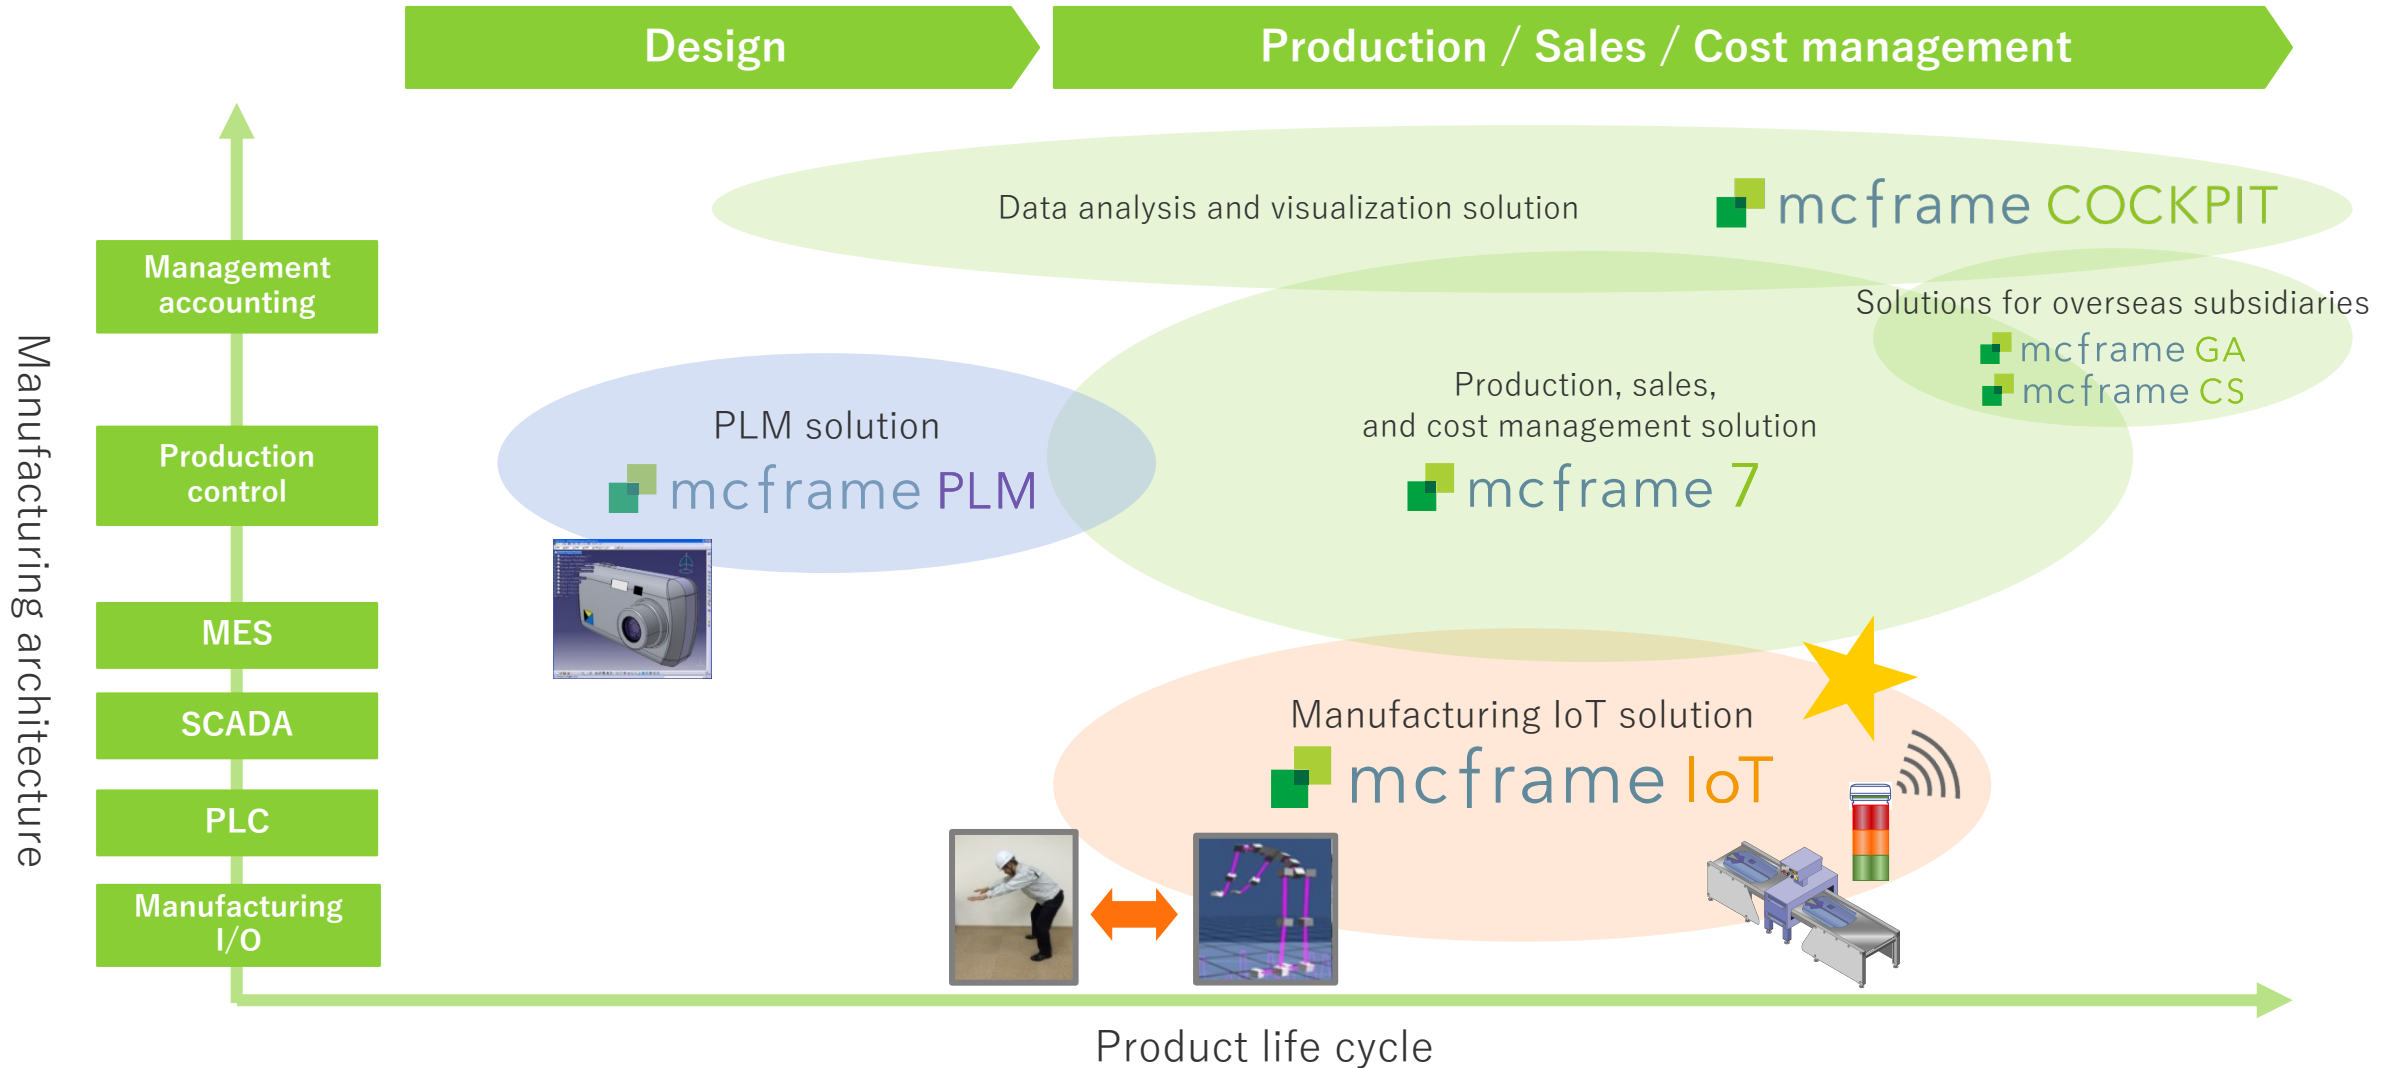 Design
Production / Sales / Cost management
Data analysis and visualization solution
mcframe COCKPIT
Management
accounting
Solutions for overseas subsidiaries
mcframe GA
mcframe CS
Production, sales,
and cost management solution
mcframe 7
PLM solution
mcframe PLM
Production
control
MES
SCADA
PLC
Manufacturing
I/O
Manufacturing architecture
Manufacturing IoT solution
mcframe IoT
Product life cycle